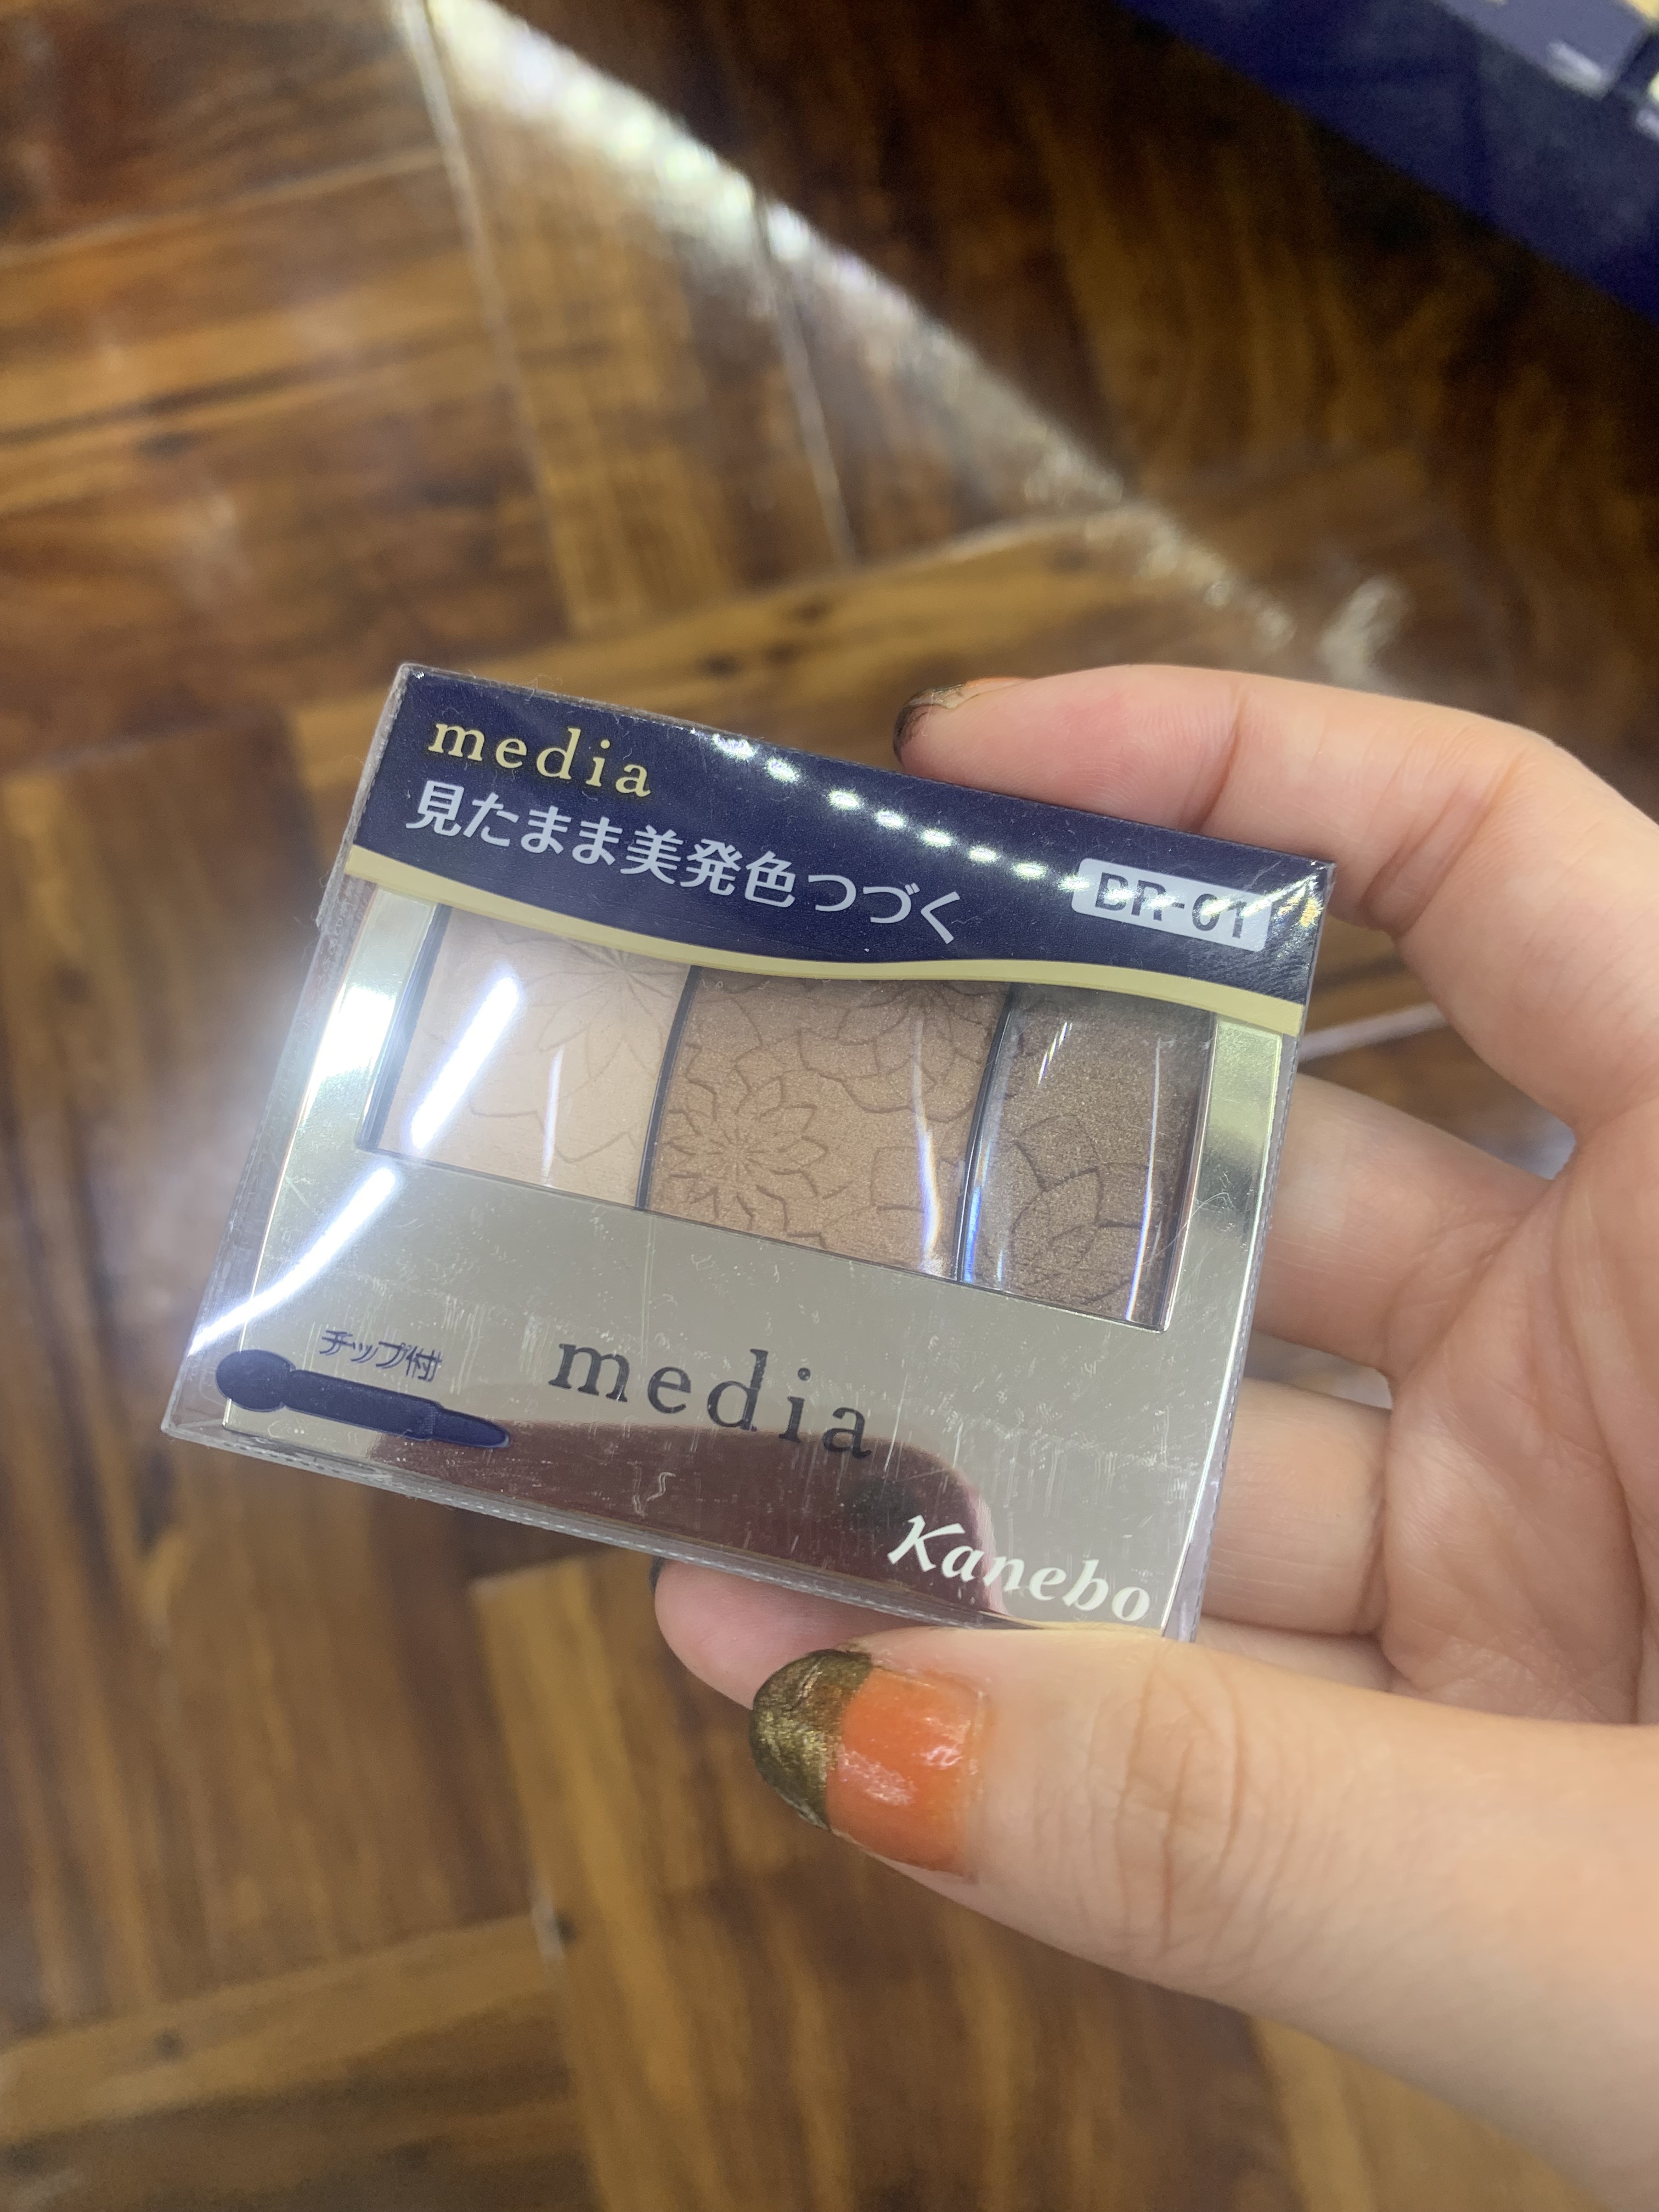 media
見たまま美発色つづく
BR-01
チップ付
media
Kanebo